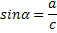 sinα = a/c